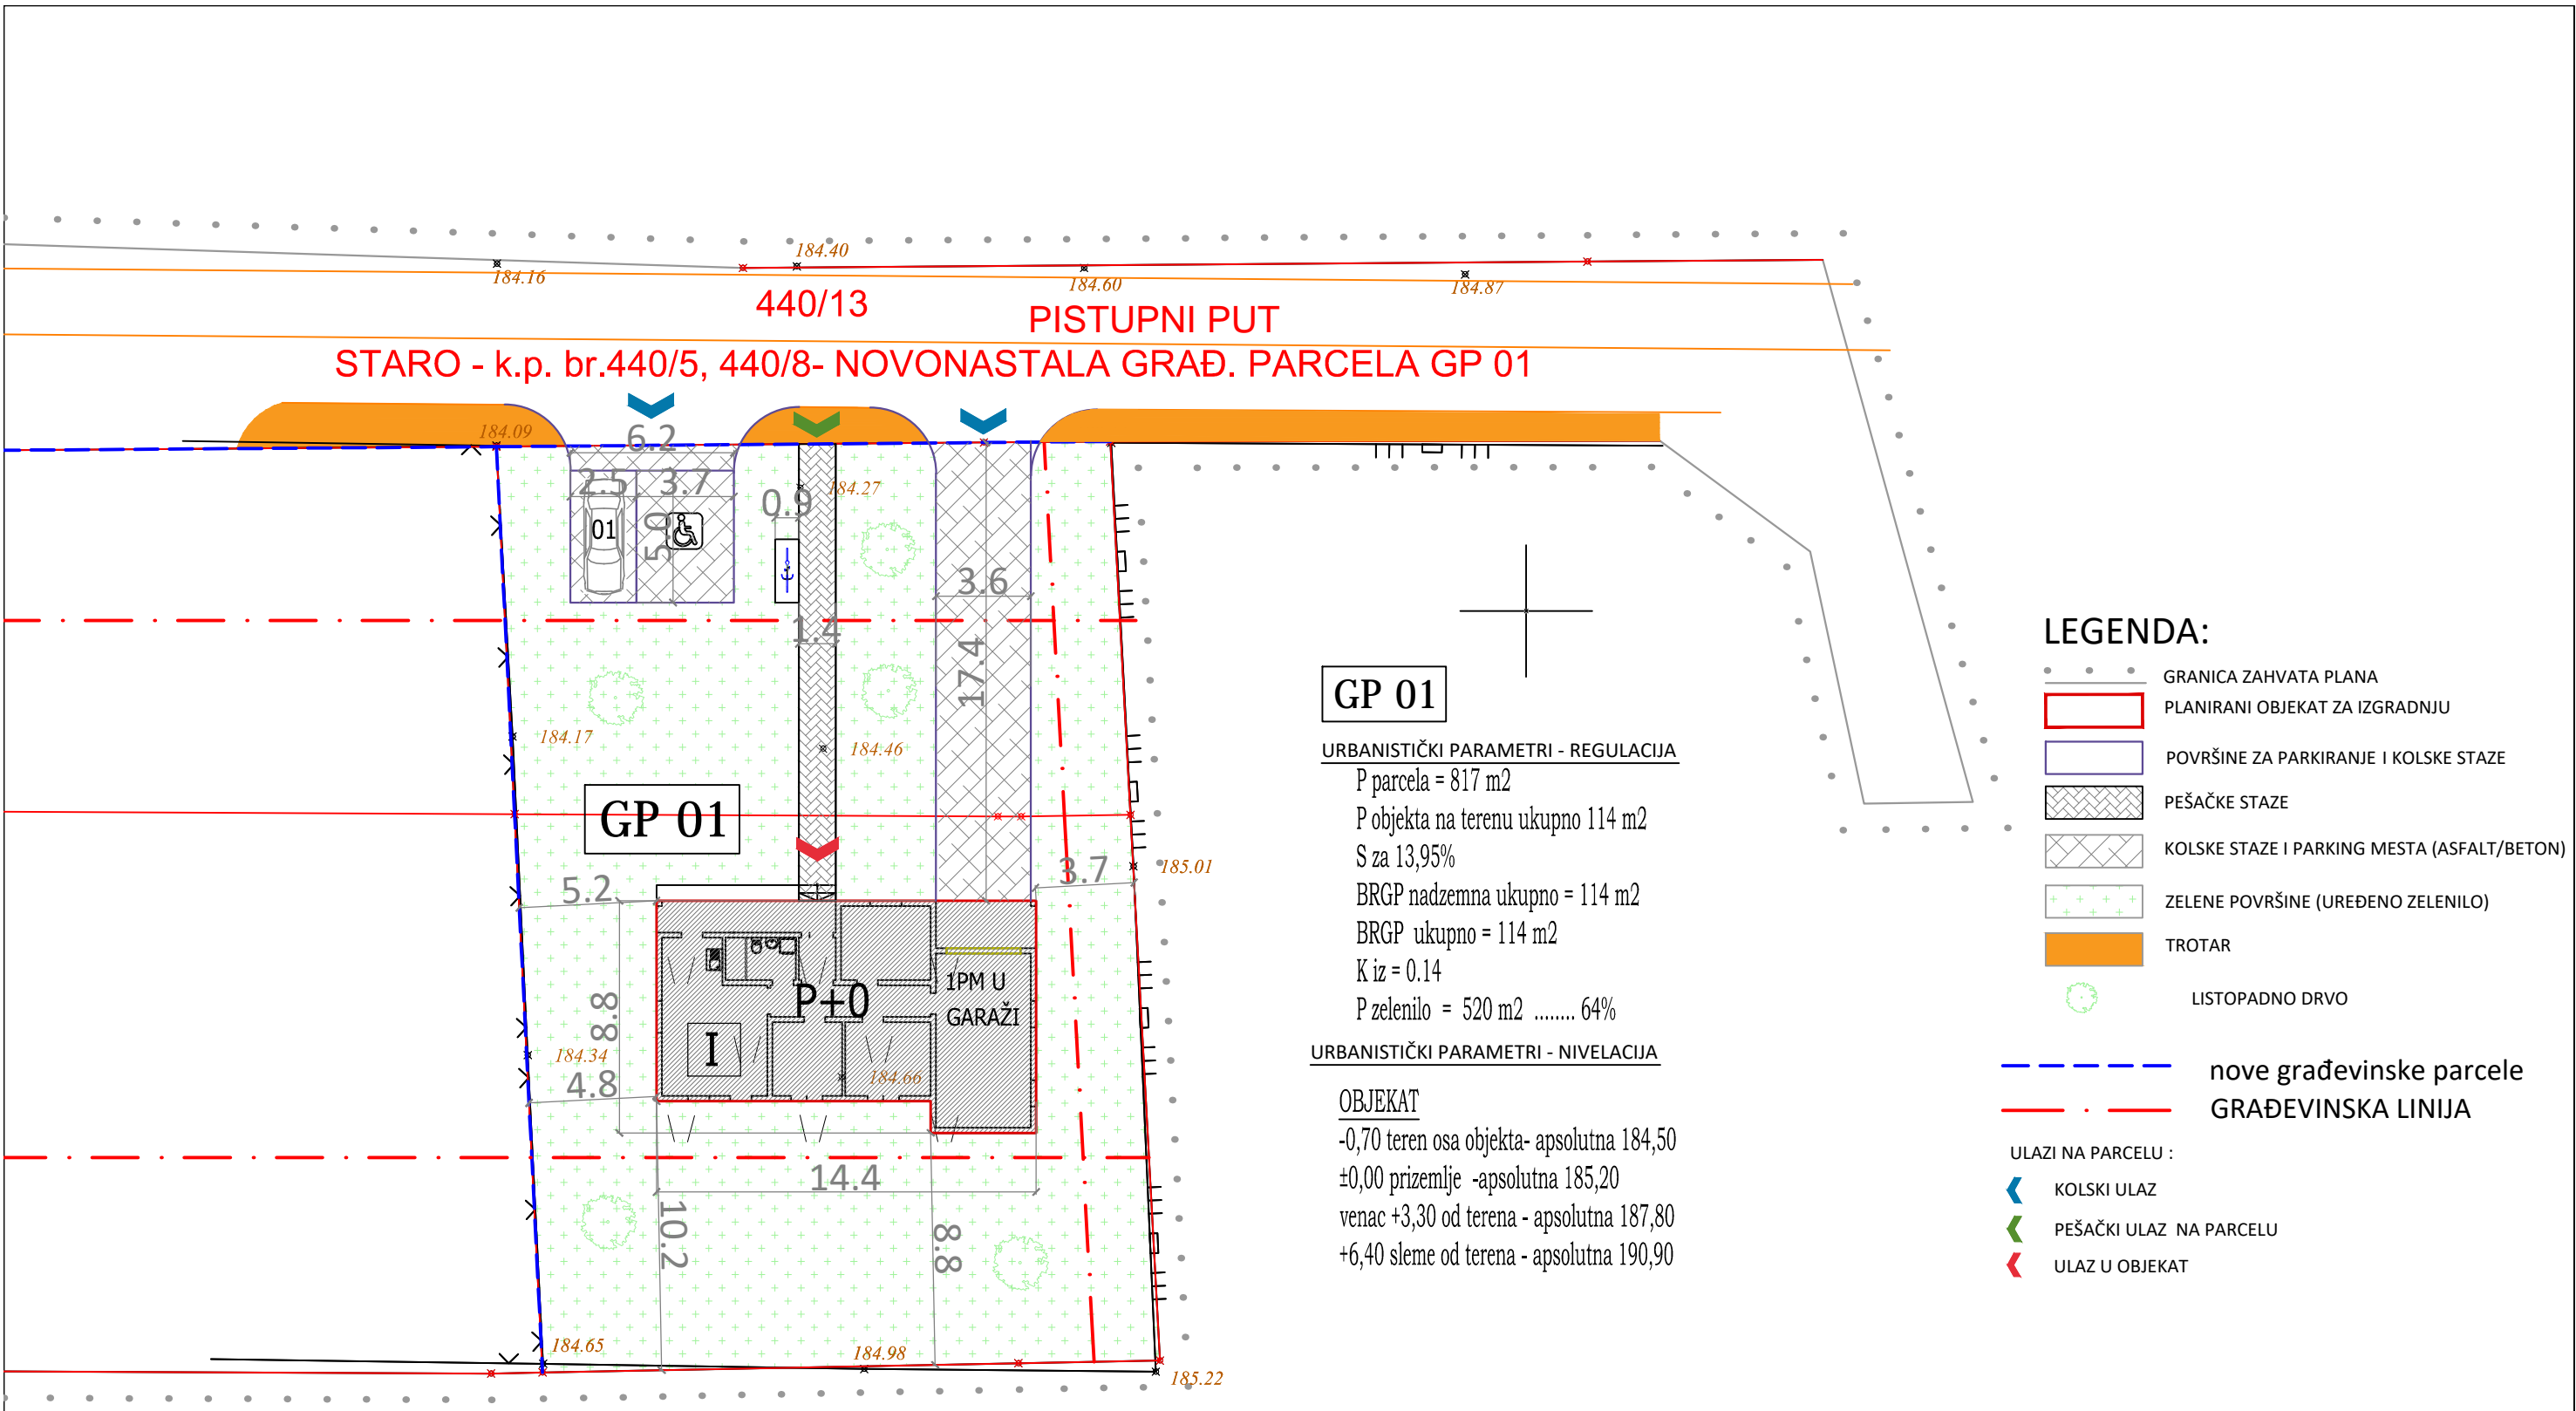 184.40
184.16
184.60
184.87
440/13
PISTUPNI PUT
STARO - k.p. br.440/5, 440/8- NOVONASTALA GRAĐ. PARCELA GP 01
184.09
6.2
2.5
3.7
0.9
184.27
01
5.0
3.6
1.4
17.4
184.17
184.46
GP 01
5.2
3.7
185.01
1PM U
GARAŽI
P+0
8.8
I
184.34
4.8
184.66
14.4
10.2
8.8
184.65
184.98
185.22
GP 01
URBANISTIČKI PARAMETRI - REGULACIJA
P parcela = 817 m2
P objekta na terenu ukupno 114 m2
S za 13,95%
BRGP nadzemna ukupno = 114 m2
BRGP ukupno = 114 m2
K iz = 0.14
P zelenilo = 520 m2 ........ 64%
URBANISTIČKI PARAMETRI - NIVELACIJA
OBJEKAT
-0,70 teren osa objekta- apsolutna 184,50
±0,00 prizemlje -apsolutna 185,20
venac +3,30 od terena - apsolutna 187,80
+6,40 sleme od terena - apsolutna 190,90
LEGENDA:
GRANICA ZAHVATA PLANA
PLANIRANI OBJEKAT ZA IZGRADNJU
POVRŠINE ZA PARKIRANJE I KOLSKE STAZE
PEŠAČKE STAZE
KOLSKE STAZE I PARKING MESTA (ASFALT/BETON)
ZELENE POVRŠINE (UREĐENO ZELENILO)
TROTAR
LISTOPADNO DRVO
nove građevinske parcele
GRAĐEVINSKA LINIJA
ULAZI NA PARCELU :
KOLSKI ULAZ
PEŠAČKI ULAZ NA PARCELU
ULAZ U OBJEKAT